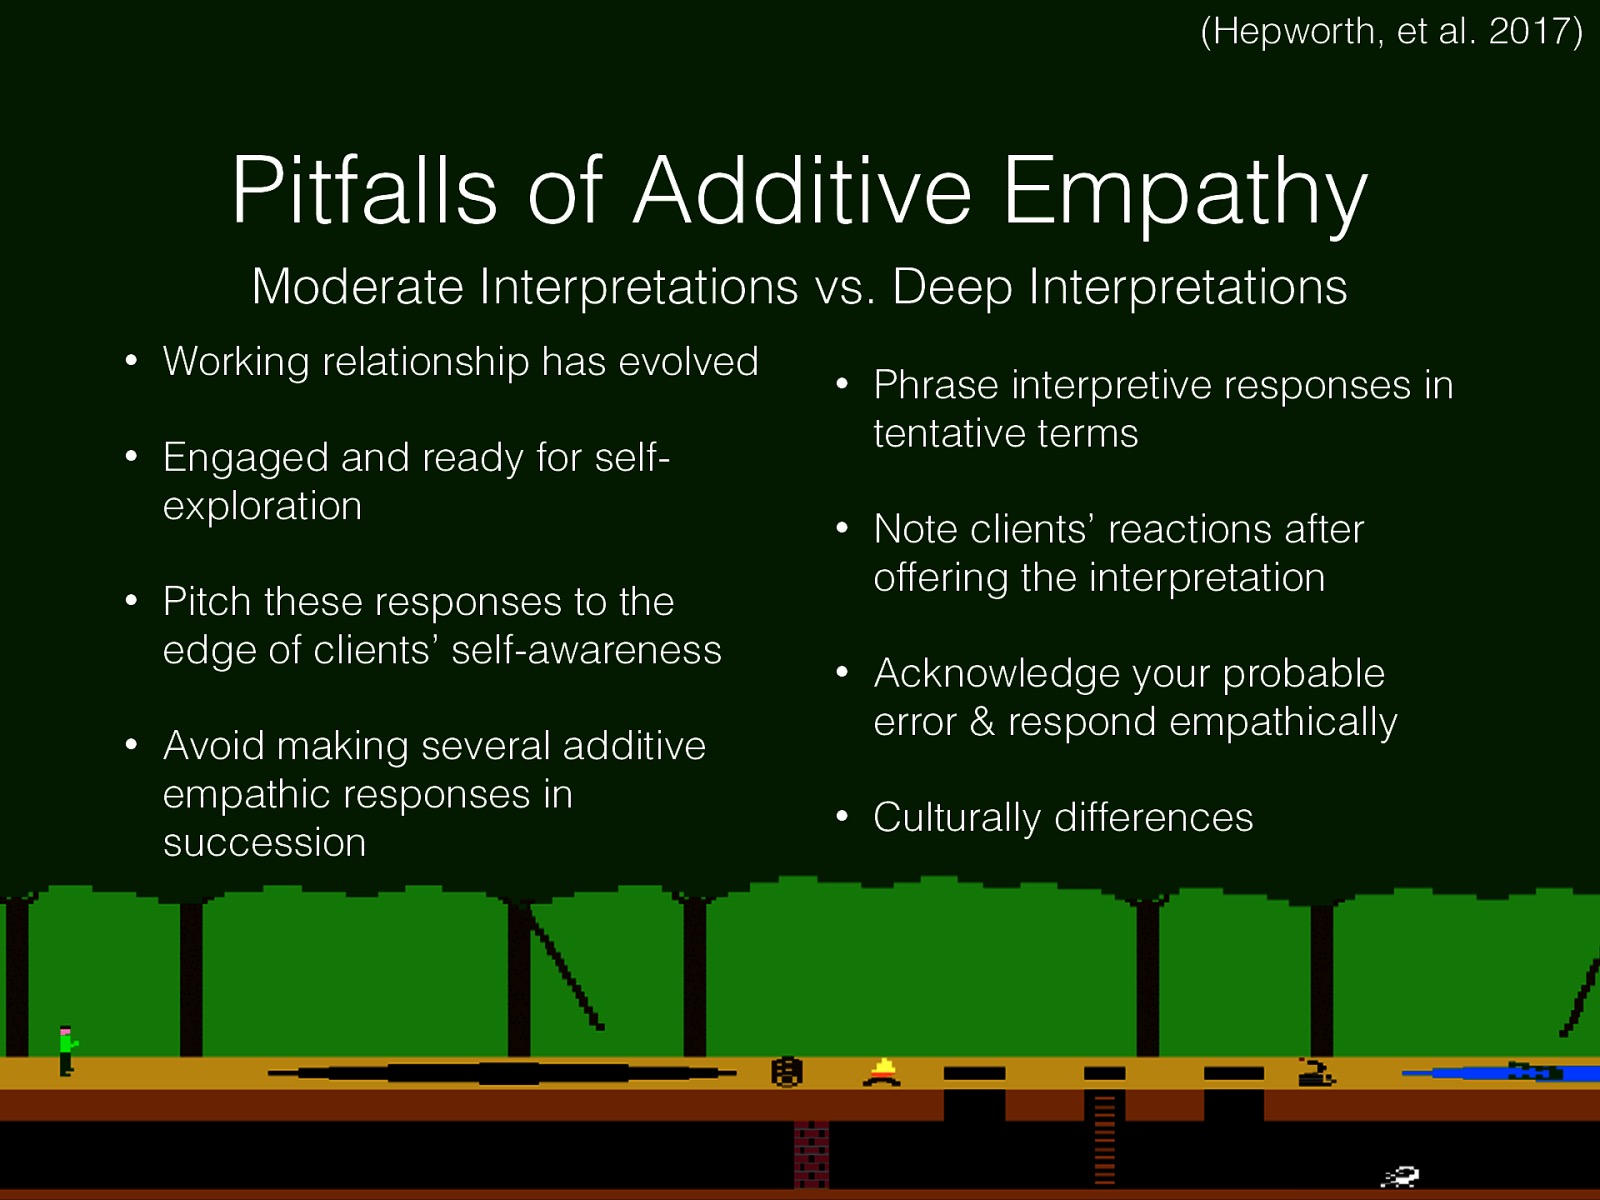 (Hepworth, et al. 2017)
Pitfalls of Additive Empathy
Moderate Interpretations vs. Deep Interpretations
• Working relationship has evolved
• Engaged and ready for self-
exploration
• Pitch these responses to the
edge of clients’ self-awareness
• Avoid making several additive
empathic responses in
succession
• Phrase interpretive responses in
tentative terms
• Note clients’ reactions after
offering the interpretation
• Acknowledge your probable
error & respond empathically
• Culturally differences